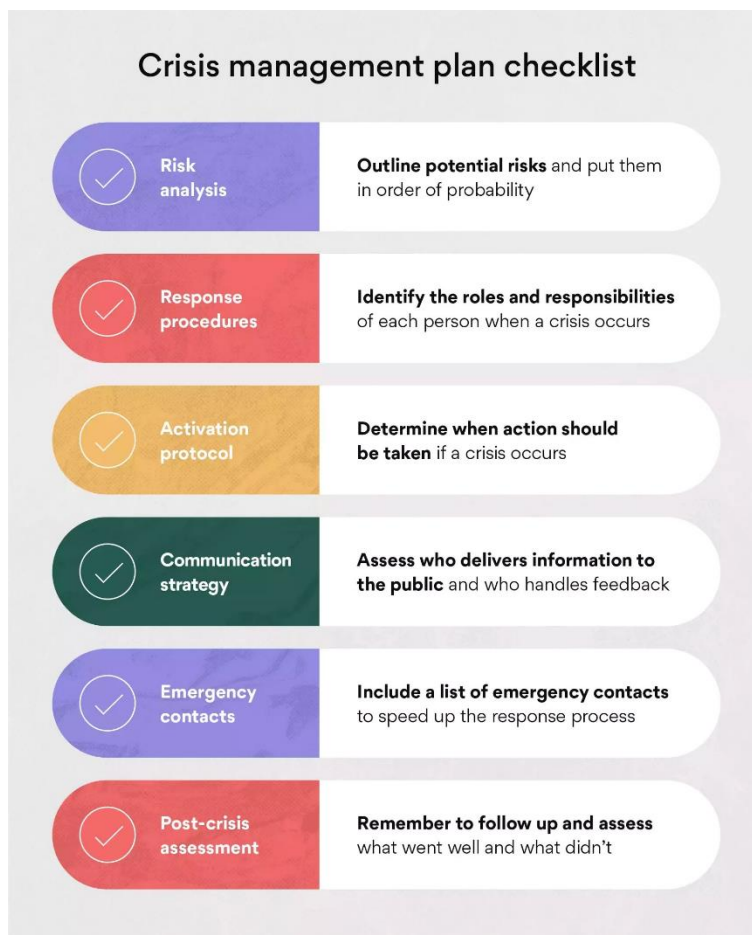 Crisis management plan checklist
Risk
analysis
Outline potential risks and put them
in order of probability
Response
procedures
Identify the roles and responsibilities
of each person when a crisis occurs
Activation
protocol
Determine when action should
be taken if a crisis occurs
Communication
strategy
Assess who delivers information to
the public and who handles feedback
Emergency
contacts
Include a list of emergency contacts
to speed up the response process
Post-crisis
assessment
Remember to follow up and assess
what went well and what didn’t